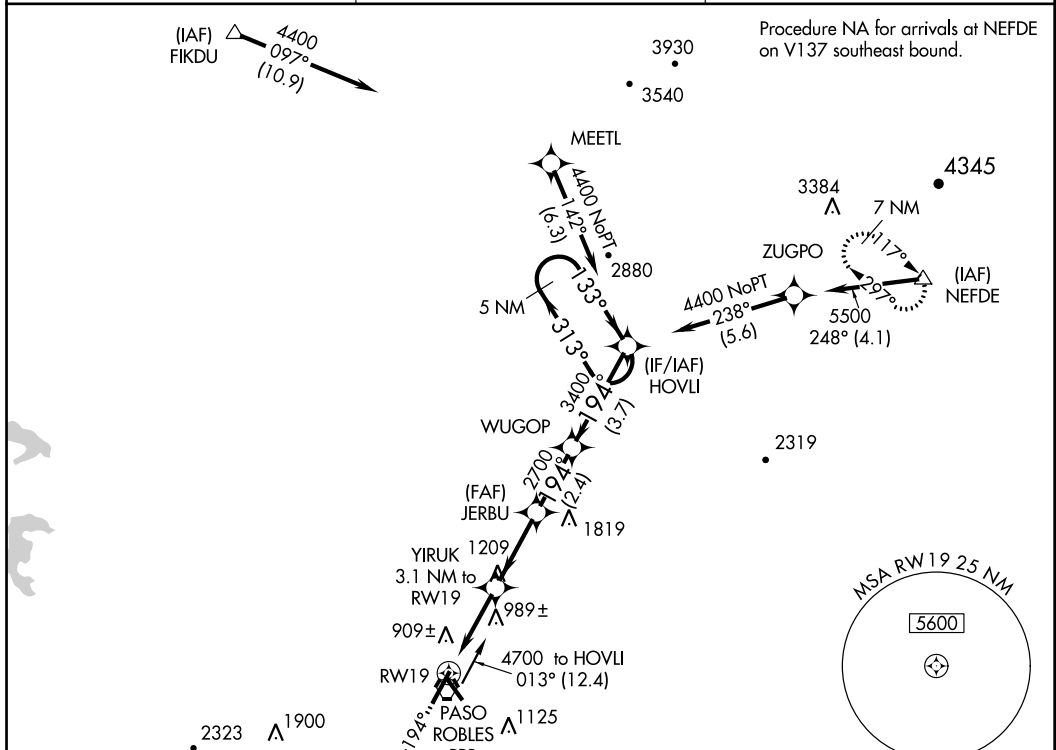 Procedure NA for arrivals at NEFDE
on V137 southeast bound.
(IAF)
FIKDU
4400
097°
(10.9)
3930
3540
MEETL
4400 NoPT
142°
(6.3)
2880
4345
3384
7 NM
117°
297°
ZUGPO
(IAF)
NEFDE
4400 NoPT
238°
(5.6)
5500
248° (4.1)
5 NM
133°
313°
(IF/IAF)
HOVLI
3400
194°
(3.7)
WUGOP
2319
2700
194°
(2.4)
(FAF)
JERBU
1819
YIRUK
3.1 NM to
RW19
1209
989±
909±
MSA RW19 25 NM
5600
4700 to HOVLI
013° (12.4)
RW19
PASO
ROBLES
194°
1125
1900
2323